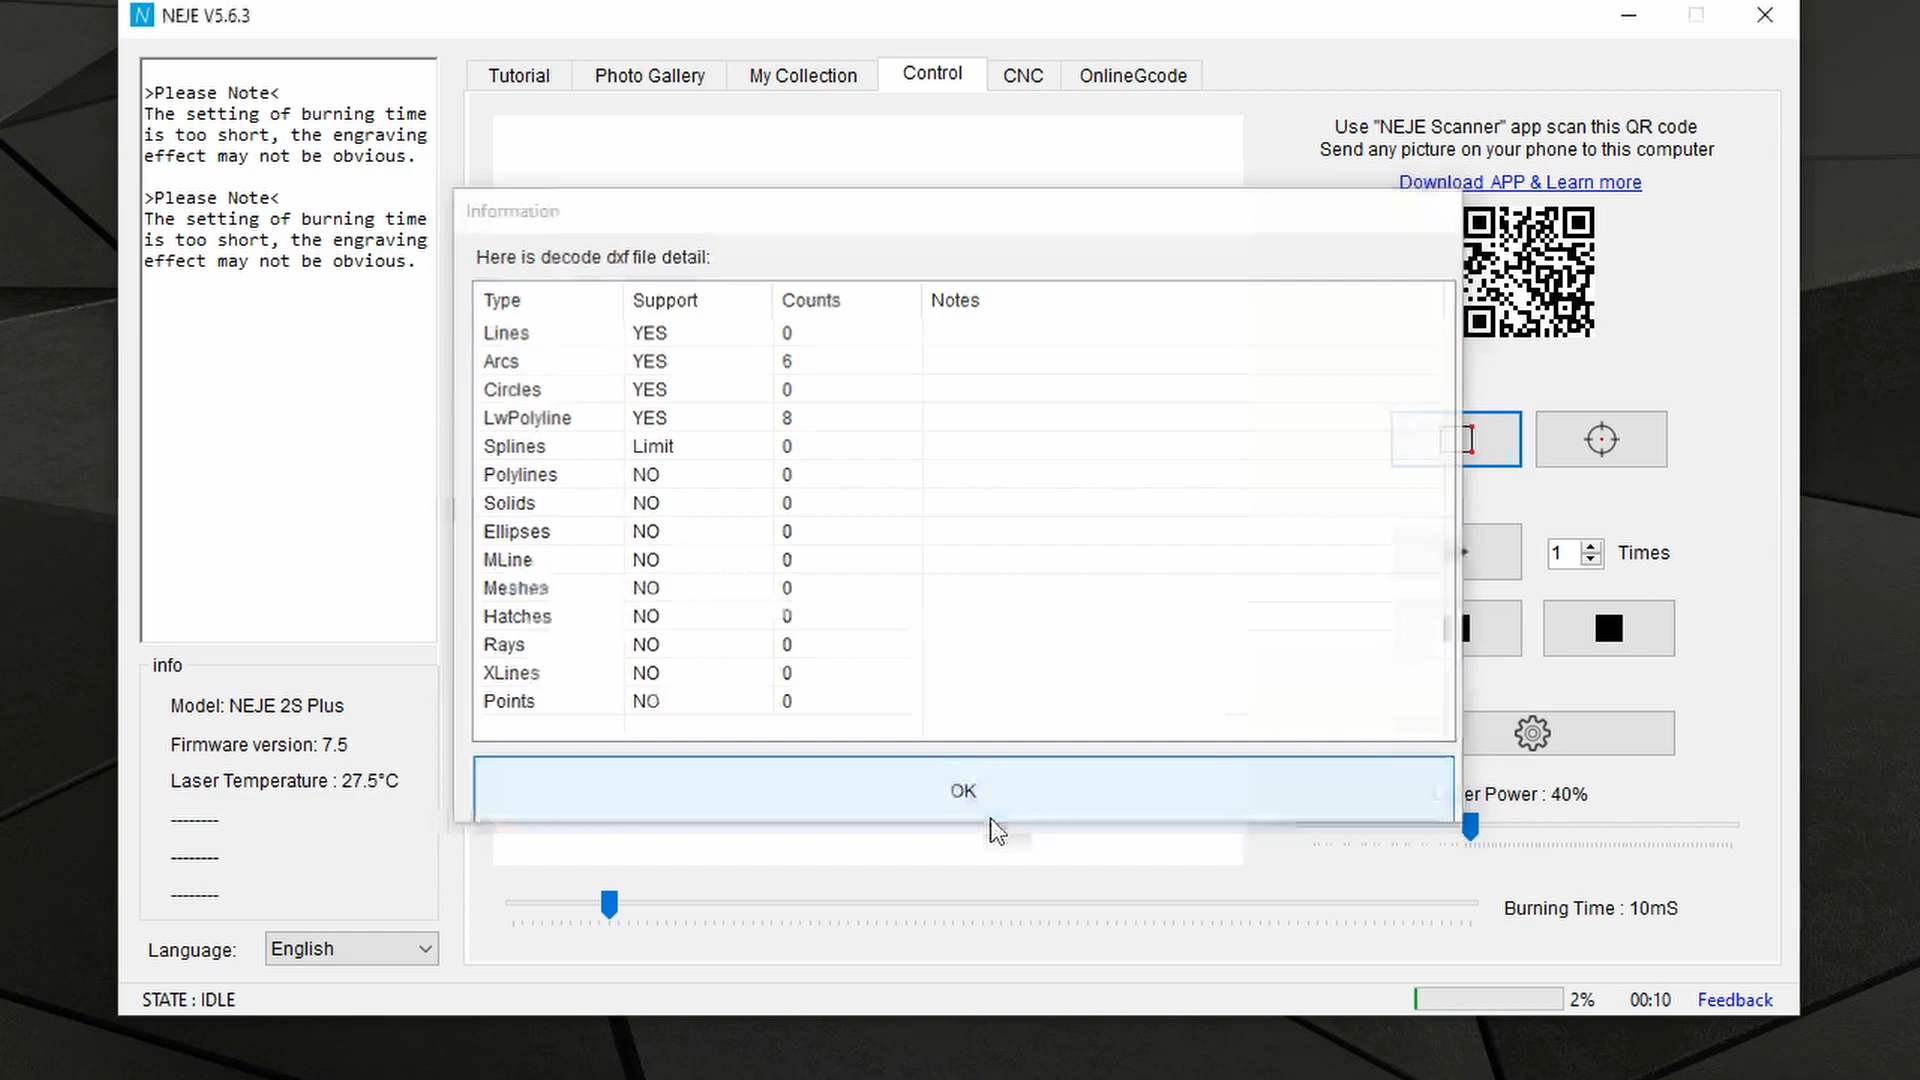 NEJE V5.6.3
Tutorial
Photo Gallery
My Collection
Control
CNC
OnlineGcode
>Please Note<
The setting of burning time
is too short, the engraving
effect may not be obvious.
>Please Note<
The setting of burning time
is too short, the engraving
effect may not be obvious.
Use "NEJE Scanner" app scan this QR code
Send any picture on your phone to this computer
Download APP & Learn more
Information
Here is decode dxf file detail:
Type Support Counts Notes
Lines YES 0
Arcs YES 6
Circles YES 0
LwPolyline YES 8
Splines Limit 0
Polylines NO 0
Solids NO 0
Ellipses NO 0
MLine NO 0
Meshes NO 0
Hatches NO 0
Rays NO 0
XLines NO 0
Points NO 0
OK
1 Times
er Power : 40%
Burning Time : 10mS
info
Model: NEJE 2S Plus
Firmware version: 7.5
Laser Temperature : 27.5°C
--------
--------
--------
Language: English
STATE : IDLE
2%
00:10
Feedback